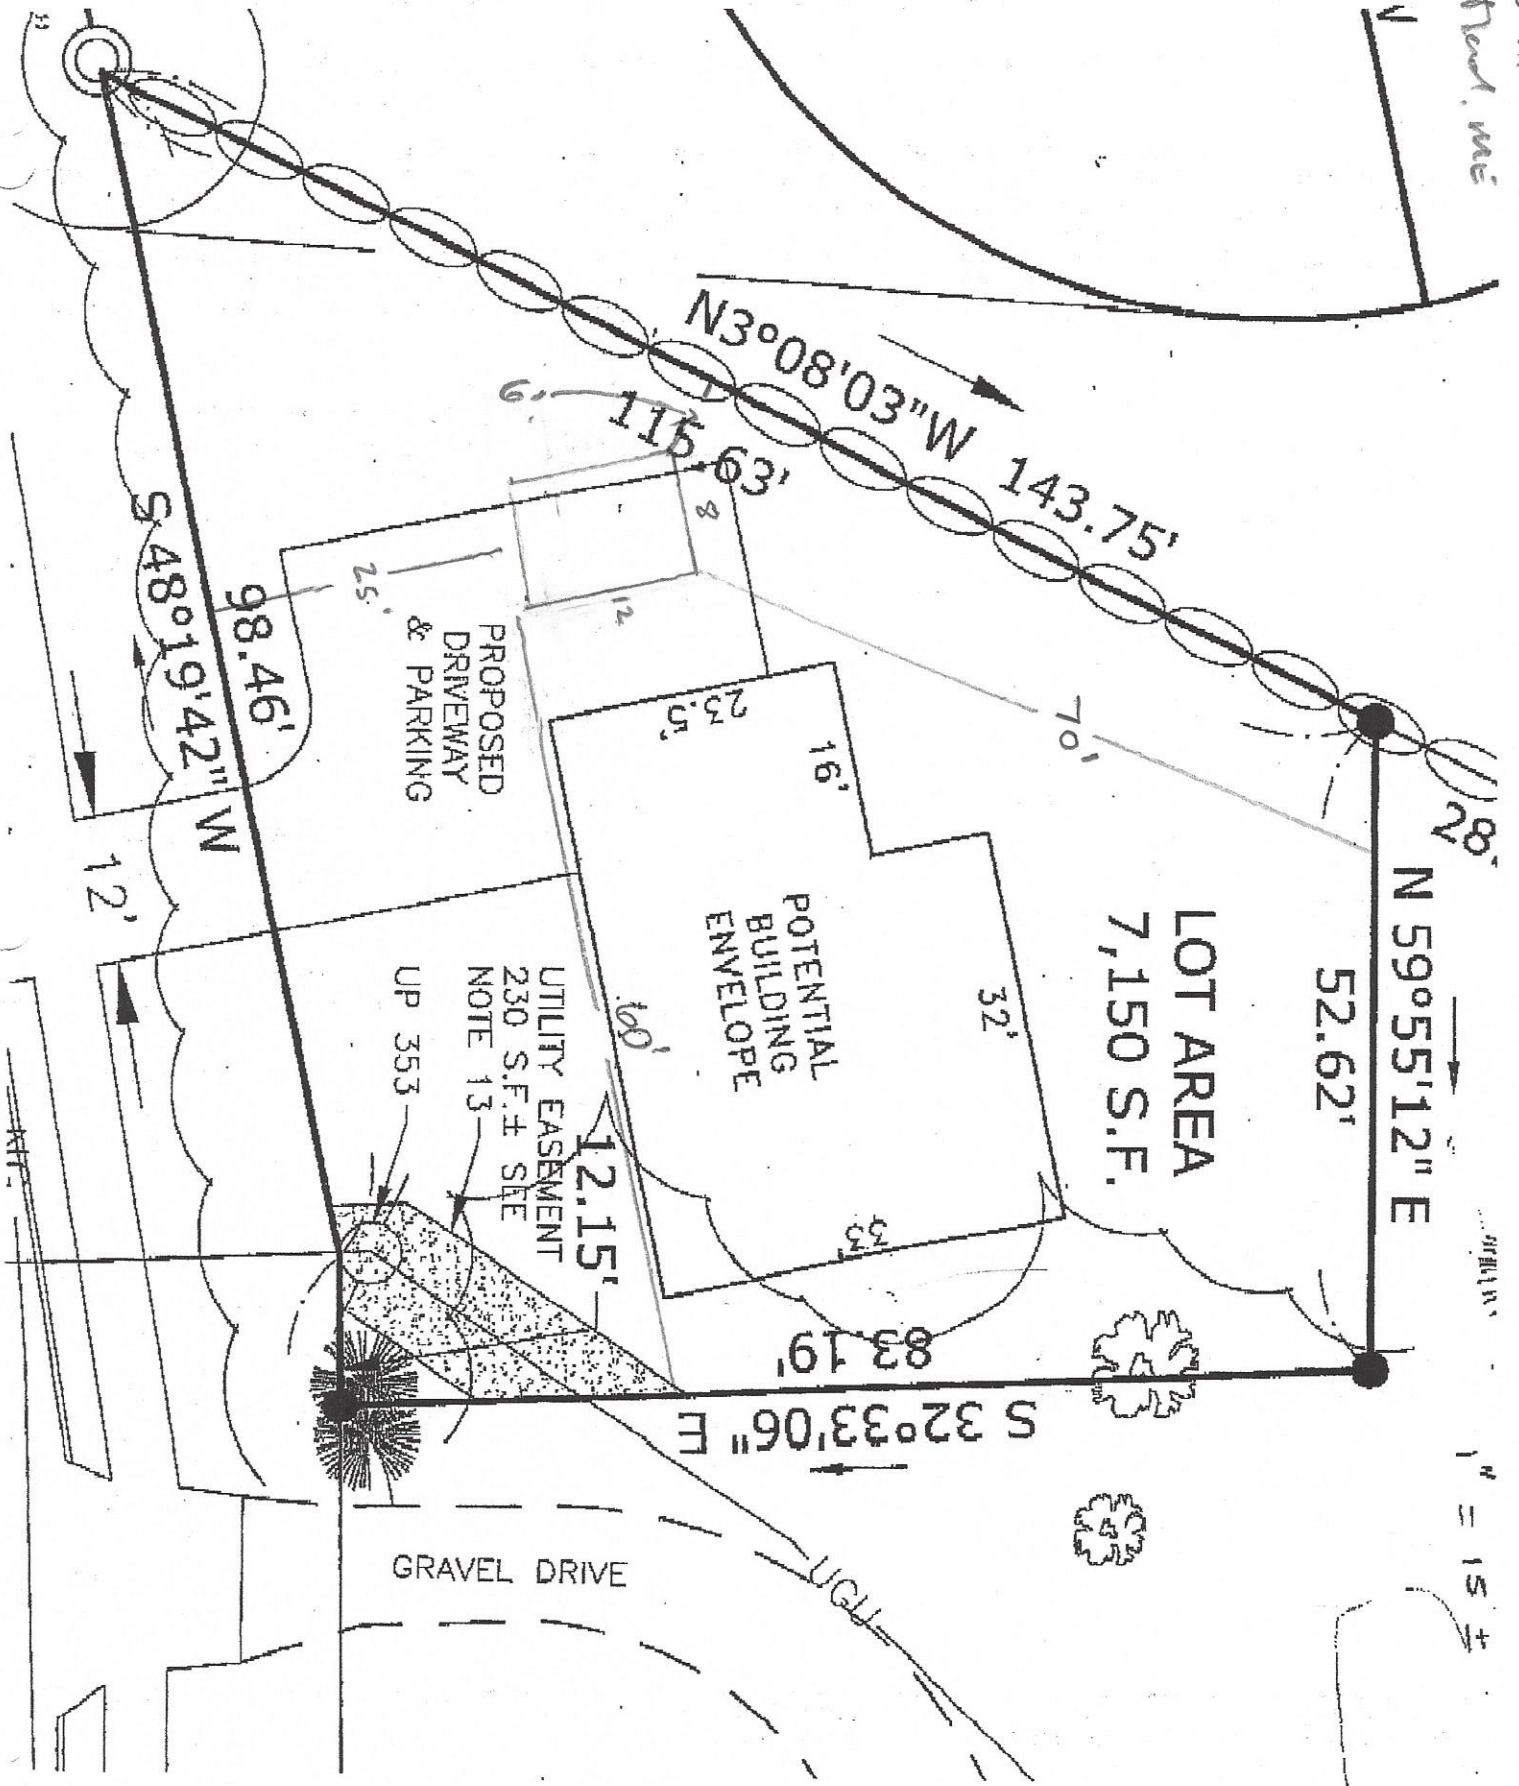 N3°08'03"W 143.75'
115.63'
6'
8
12
25'
70'
28'
N 59°55'12" E
52.62'
LOT AREA
7,150 S.F.
S 48°19'42" W
98.46'
PROPOSED
DRIVEWAY
& PARKING
23.5'
16'
32'
33'
60'
POTENTIAL
BUILDING
ENVELOPE
12'
UP 353
UTILITY EASEMENT
230 S.F.± SEE
NOTE 13
12.15'
83.19'
S 32°33'06" E
1" = 15 ±
GRAVEL DRIVE
UGU